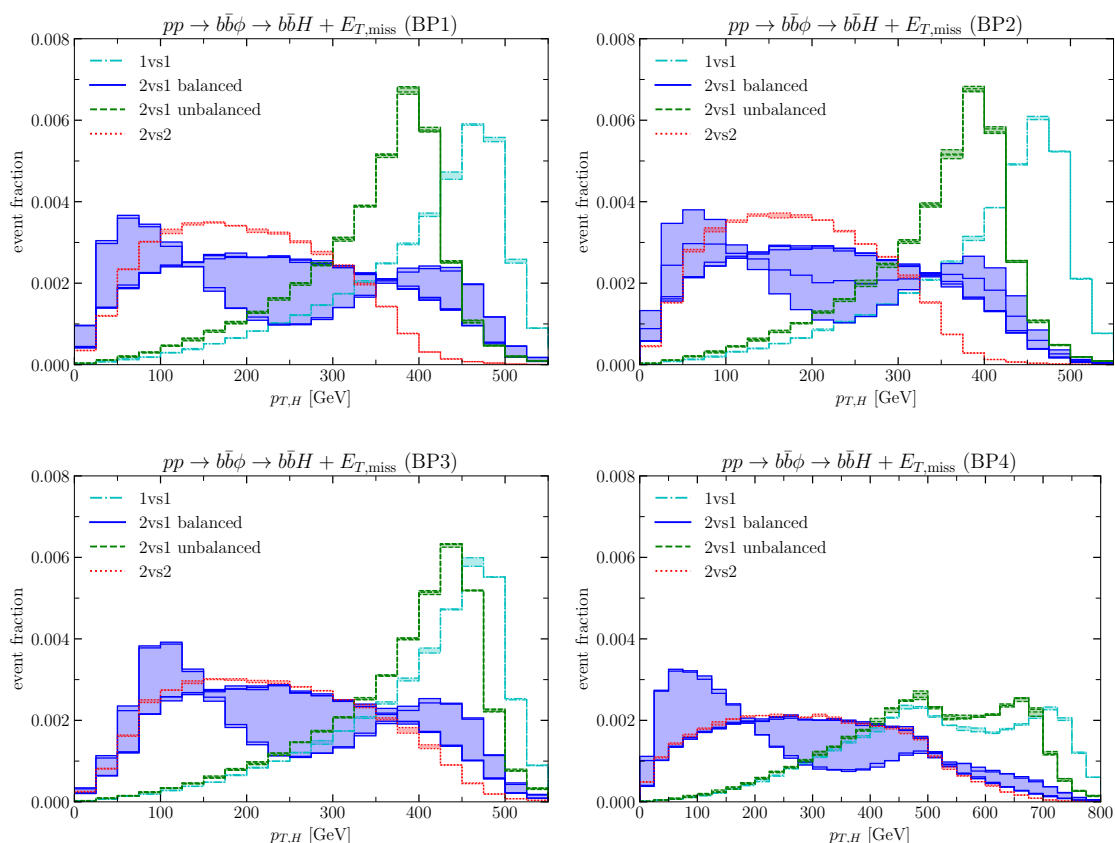 pp → bb̄ϕ → bb̄H + E_T,miss (BP1)
0.008
0.006
0.004
0.002
0.000
event fraction
1vs1
2vs1 balanced
2vs1 unbalanced
2vs2
0 100 200 300 400 500
p_T,H [GeV]
pp → bb̄ϕ → bb̄H + E_T,miss (BP2)
0.008
0.006
0.004
0.002
0.000
event fraction
1vs1
2vs1 balanced
2vs1 unbalanced
2vs2
0 100 200 300 400 500
p_T,H [GeV]
pp → bb̄ϕ → bb̄H + E_T,miss (BP3)
0.008
0.006
0.004
0.002
0.000
event fraction
1vs1
2vs1 balanced
2vs1 unbalanced
2vs2
0 100 200 300 400 500
p_T,H [GeV]
pp → bb̄ϕ → bb̄H + E_T,miss (BP4)
0.008
0.006
0.004
0.002
0.000
event fraction
1vs1
2vs1 balanced
2vs1 unbalanced
2vs2
0 100 200 300 400 500 600 700 800
p_T,H [GeV]